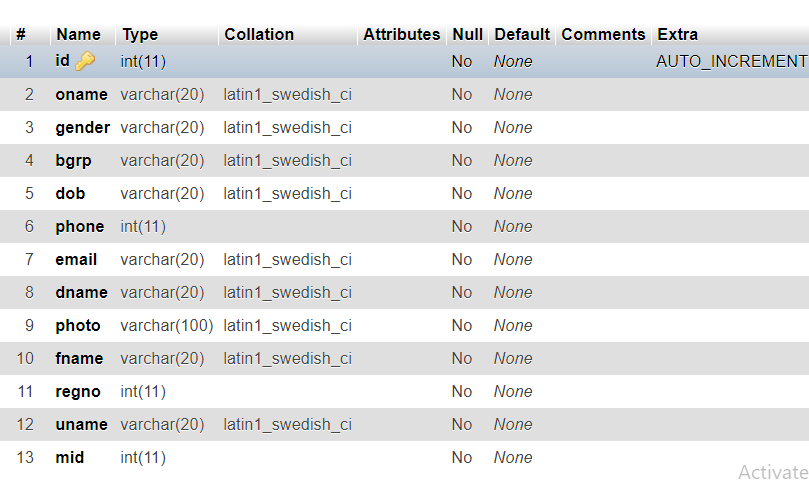 # Name Type Collation Attributes Null Default Comments Extra
1 id int(11) No None AUTO_INCREMENT
2 oname varchar(20) latin1_swedish_ci No None
3 gender varchar(20) latin1_swedish_ci No None
4 bgrp varchar(20) latin1_swedish_ci No None
5 dob varchar(20) latin1_swedish_ci No None
6 phone int(11) No None
7 email varchar(20) latin1_swedish_ci No None
8 dname varchar(20) latin1_swedish_ci No None
9 photo varchar(100) latin1_swedish_ci No None
10 fname varchar(20) latin1_swedish_ci No None
11 regno int(11) No None
12 uname varchar(20) latin1_swedish_ci No None
13 mid int(11) No None
Activate